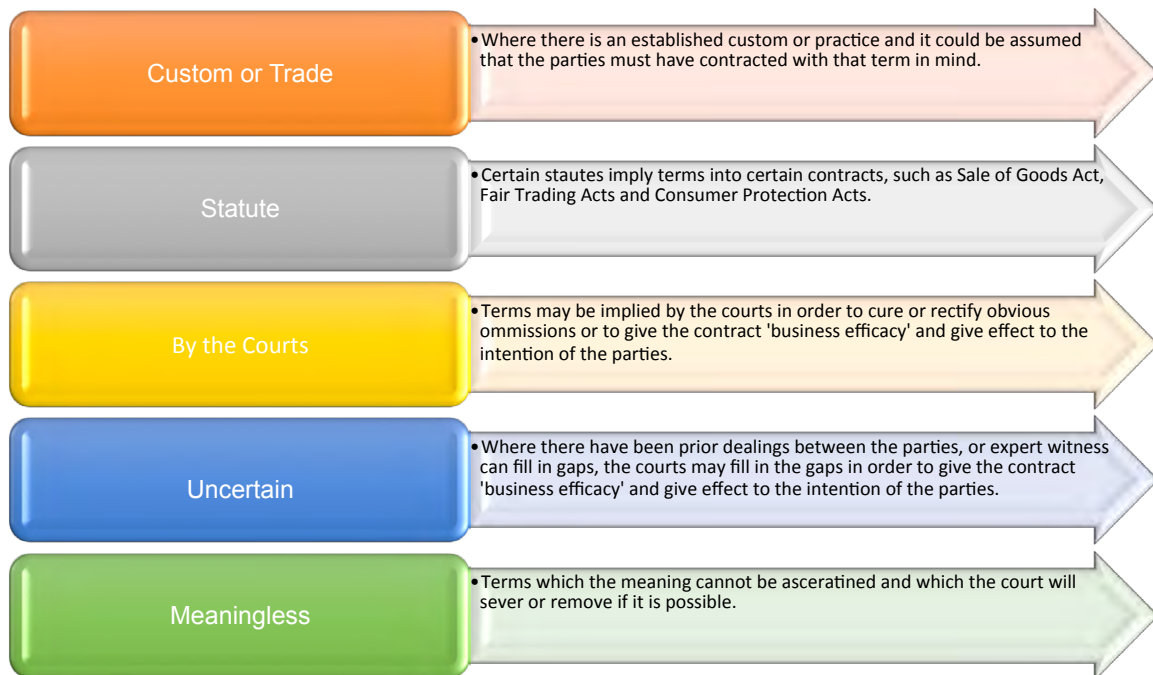 Custom or Trade
•Where there is an established custom or practice and it could be assumed
that the parties must have contracted with that term in mind.
Statute
•Certain stautes imply terms into certain contracts, such as Sale of Goods Act,
Fair Trading Acts and Consumer Protection Acts.
By the Courts
•Terms may be implied by the courts in order to cure or rectify obvious
ommissions or to give the contract 'business efficacy' and give effect to the
intention of the parties.
Uncertain
•Where there have been prior dealings between the parties, or expert witness
can fill in gaps, the courts may fill in the gaps in order to give the contract
'business efficacy' and give effect to the intention of the parties.
Meaningless
•Terms which the meaning cannot be asceratined and which the court will
sever or remove if it is possible.